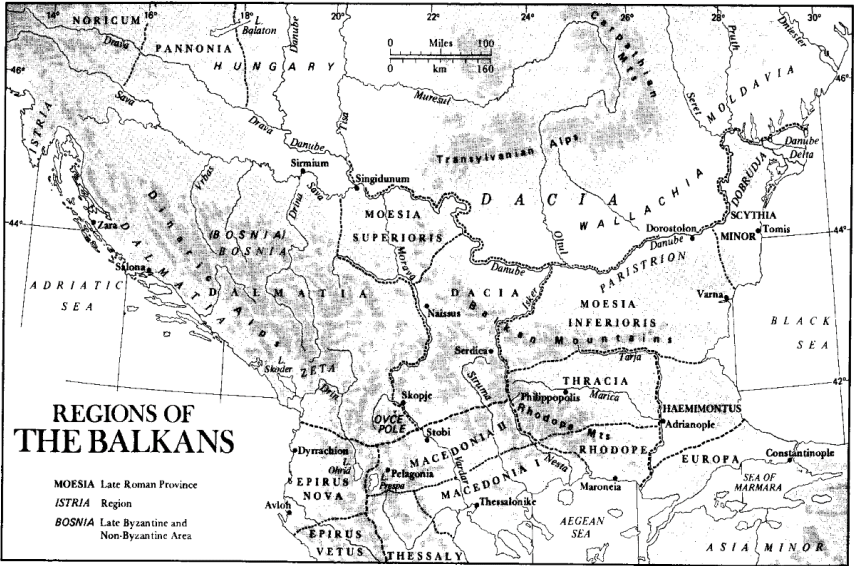 14° 16° 18° 20° 22° 24° 26° 28° 30°
NORICUM
L. Balaton
Danube
Drava
PANNONIA
HUNGARY
0 Miles 100
0 km 160
Carpathian Mts
Pruth
Dniester
46°
46°
Sava
Drava
Danube
Tisa
Muresul
Seret
MOLDAVIA
ISTRIA
Transylvanian Alps
Danube Delta
Sirmium
Singidunum
Vrbas
Drina
Sava
DACIA
WALLACHIA
DOBRUDJA
MOESIA
SUPERIORIS
Morava
SCYTHIA
MINOR
Tomis
44°
44°
Zara
Dinaric Alps
(BOSNIA)
BOSNIA
Oltul
Dorostolon
Danube
Danube
PARISTRION
Salona
DALMATIA
ADRIATIC
SEA
DALMATIA
DACIA
Isker
MOESIA
INFERIORIS
Varna
Naissus
Balkan Mountains
BLACK
SEA
L. Skoder
ZETA
Serdica
Tarja
Drin
Struma
42°
42°
THRACIA
Philippopolis
Marica
HAEMIMONTUS
Skopje
OVCE
POLE
Rhodope Mts
Adrianople
REGIONS OF
THE BALKANS
Stobi
MACEDONIA II
RHODOPE
EUROPA
Constantinople
Dyrrachion
L. Ohrid
Pelagonia
L. Prespa
Vardar
MACEDONIA I
Nesta
Maroneia
SEA OF
MARMARA
MOESIA Late Roman Province
EPIRUS
NOVA
Thessalonike
ISTRIA Region
Avlon
AEGEAN
SEA
BOSNIA Late Byzantine and
Non-Byzantine Area
EPIRUS
VETUS
THESSALY
ASIA MINOR